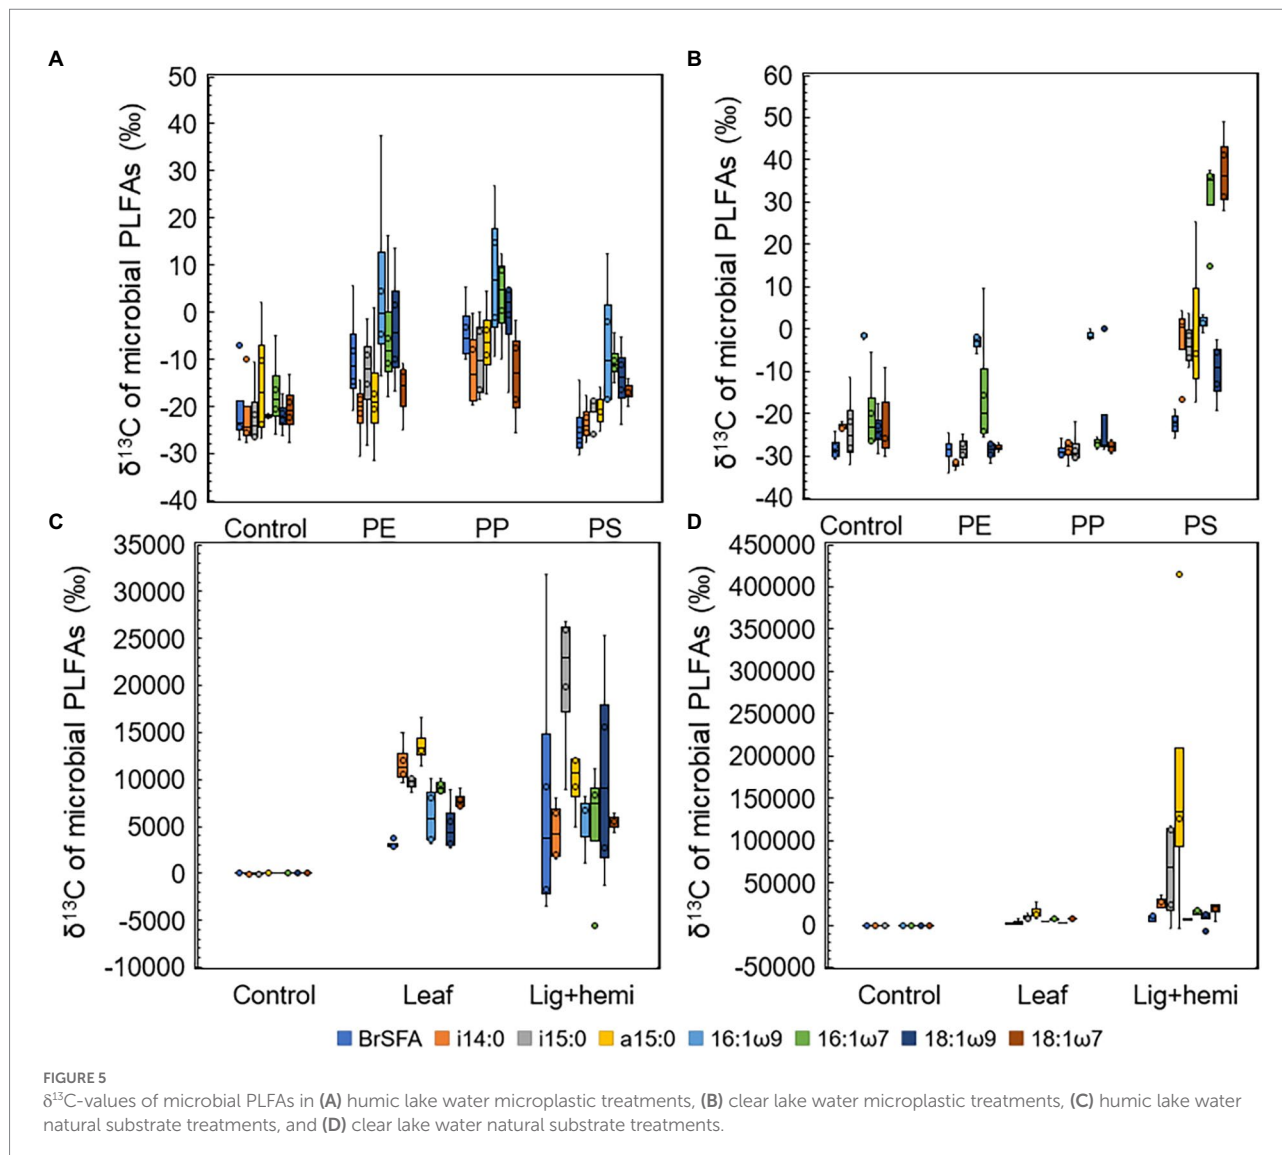 A
δ¹³C of microbial PLFAs (‰)
50
40
30
20
10
0
-10
-20
-30
-40
Control PE PP PS
B
δ¹³C of microbial PLFAs (‰)
60
50
40
30
20
10
0
-10
-20
-30
-40
Control PE PP PS
C
δ¹³C of microbial PLFAs (‰)
35000
30000
25000
20000
15000
10000
5000
0
-5000
-10000
Control Leaf Lig+hemi
D
δ¹³C of microbial PLFAs (‰)
450000
400000
350000
300000
250000
200000
150000
100000
50000
0
-50000
Control Leaf Lig+hemi
BrSFA i14:0 i15:0 a15:0 16:1ω9 16:1ω7 18:1ω9 18:1ω7
FIGURE 5
δ¹³C-values of microbial PLFAs in (A) humic lake water microplastic treatments, (B) clear lake water microplastic treatments, (C) humic lake water
natural substrate treatments, and (D) clear lake water natural substrate treatments.